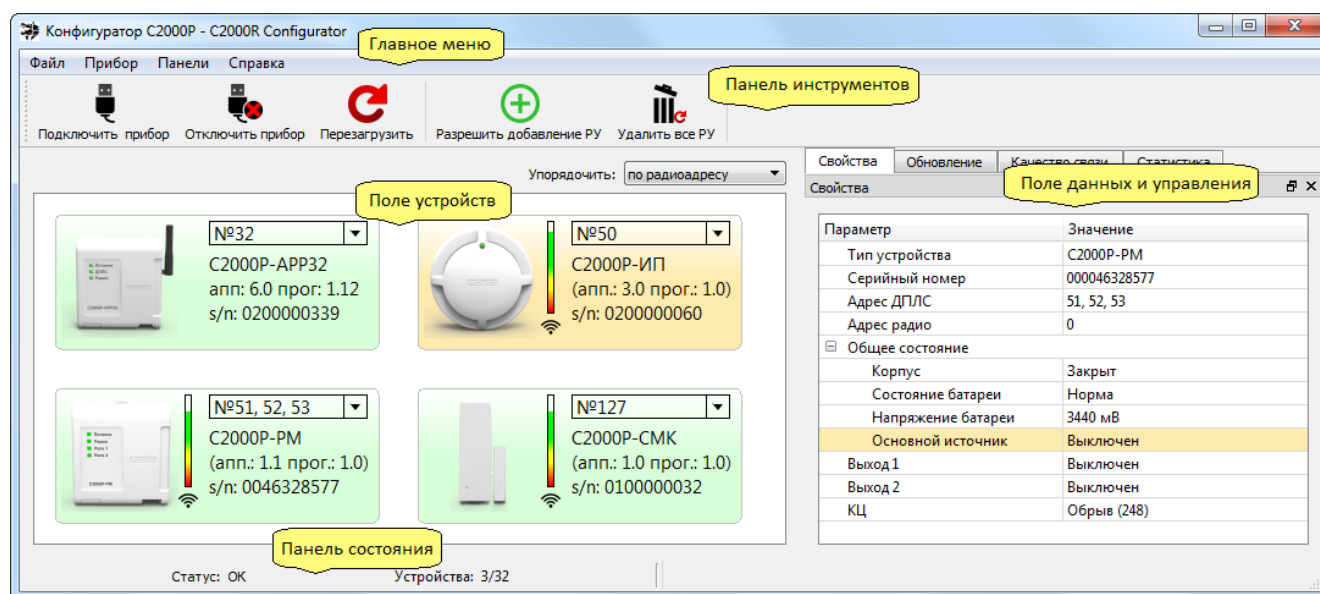 Конфигуратор C2000P - C2000R Configurator
Главное меню
Файл Прибор Панели Справка
Панель инструментов
Подключить прибор Отключить прибор Перезагрузить Разрешить добавление РУ Удалить все РУ
Упорядочить: по радиоадресу
Поле устройств
№32
С2000Р-АРР32
апп: 6.0 прог: 1.12
s/n: 0200000339
№50
С2000Р-ИП
(апп.: 3.0 прог.: 1.0)
s/n: 0200000060
№51, 52, 53
С2000Р-РМ
(апп.: 1.1 прог.: 1.0)
s/n: 0046328577
№127
С2000Р-СМК
(апп.: 1.0 прог.: 1.0)
s/n: 0100000032
Панель состояния
Статус: ОК Устройства: 3/32
Свойства Обновление Качество связи Статистика
Поле данных и управления
Свойства
Параметр Значение
Тип устройства С2000Р-РМ
Серийный номер 000046328577
Адрес ДПЛС 51, 52, 53
Адрес радио 0
Общее состояние
Корпус Закрыт
Состояние батареи Норма
Напряжение батареи 3440 мВ
Основной источник Выключен
Выход 1 Выключен
Выход 2 Выключен
КЦ Обрыв (248)